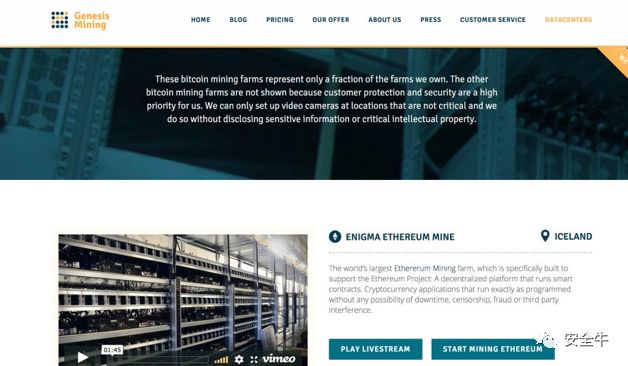 Genesis
Mining
HOME BLOG PRICING OUR OFFER ABOUT US PRESS CUSTOMER SERVICE DATACENTERS
These bitcoin mining farms represent only a fraction of the farms we own. The other
bitcoin mining farms are not shown because customer protection and security are a high
priority for us. We can only set up video cameras at locations that are not critical and we
do so without disclosing sensitive information or critical intellectual property.
ENIGMA ETHEREUM MINE
ICELAND
The world's largest Ethererum Mining farm, which is specifically built to
support the Ethereum Project: A decentralized platform that runs smart
contracts. Cryptocurrency applications that run exactly as programmed
without any possibility of downtime, censorship, fraud or third party
interference.
01:45
vimeo
PLAY LIVESTREAM
START MINING ETHEREUM
安全牛